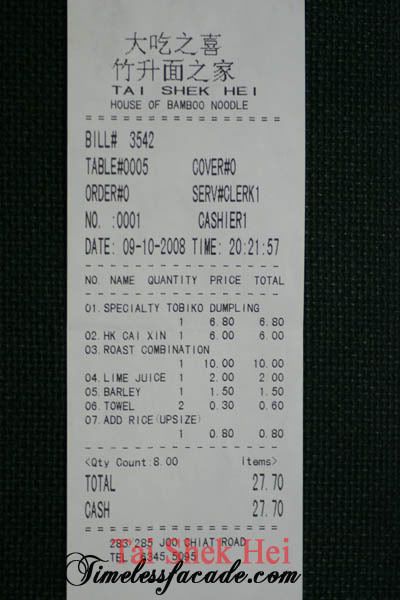 大吃之喜
竹升面之家
TAI SHEK HEI
HOUSE OF BAMBOO NOODLE
BILL# 3542
TABLE#0005 COVER#0
ORDER#0 SERV#CLERK1
NO. :0001 CASHIER1
DATE: 09-10-2008 TIME: 20:21:57
NO. NAME QUANTITY PRICE TOTAL
01. SPECIALTY TOBIKO DUMPLING
1 6.80 6.80
02. HK CAI XIN 1 6.00 6.00
03. ROAST COMBINATION
1 10.00 10.00
04. LIME JUICE 1 2.00 2.00
05. BARLEY 1 1.50 1.50
06. TOWEL 2 0.30 0.60
07. ADD RICE(UPSIZE)
1 0.80 0.80
<Qty Count:8.00 Items>
TOTAL 27.70
CASH 27.70
283/285 JOO CHIAT ROAD
TEL 6345 5095
Tai Shek Hei
Timelessfacade.com